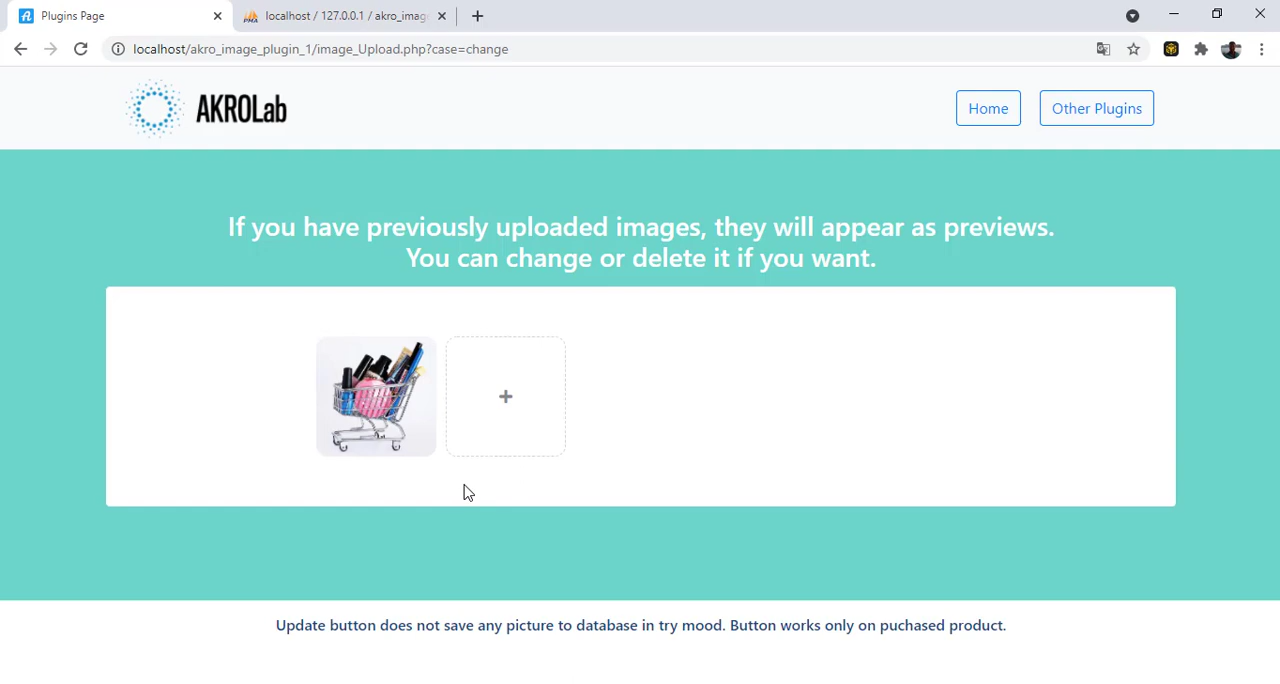 Plugins Page
localhost / 127.0.0.1 / akro_imag
localhost/akro_image_plugin_1/image_Upload.php?case=change
AKROLab
Home
Other Plugins
If you have previously uploaded images, they will appear as previews.
You can change or delete it if you want.
Update button does not save any picture to database in try mood. Button works only on puchased product.